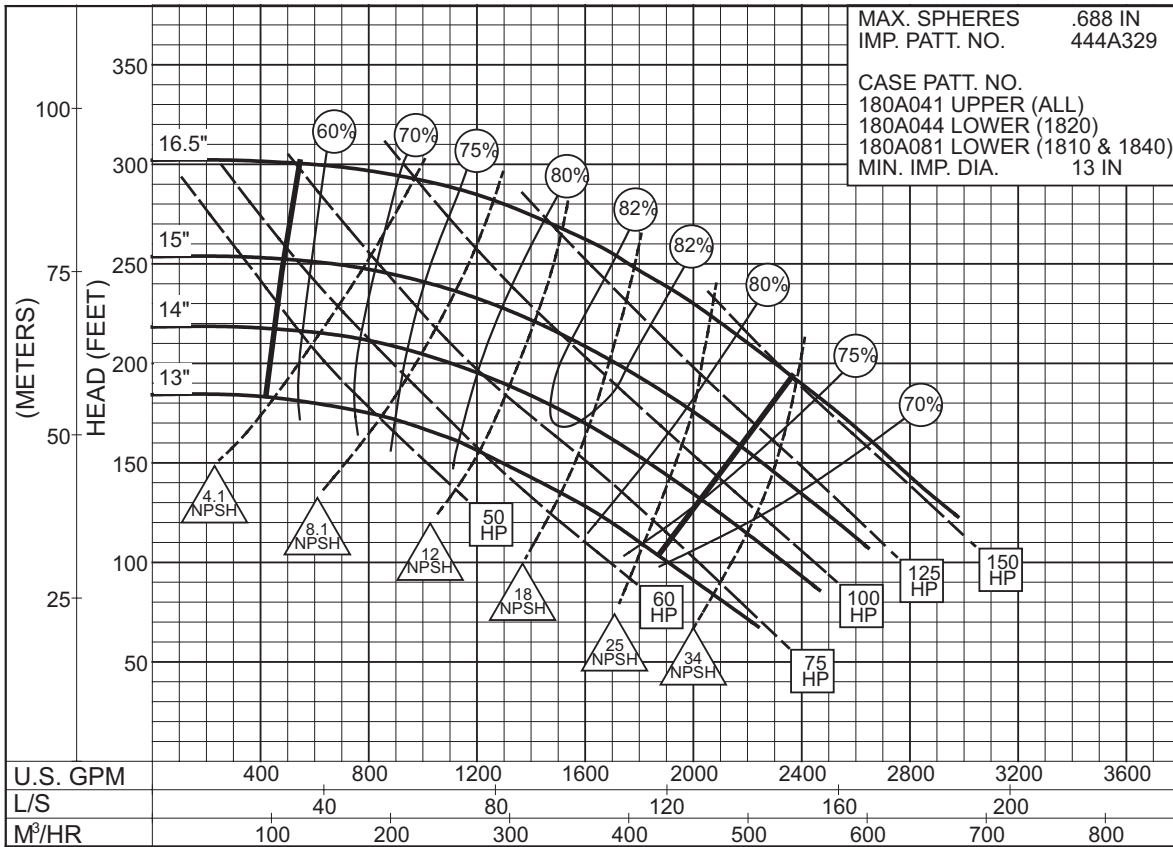 MAX. SPHERES .688 IN
IMP. PATT. NO. 444A329
CASE PATT. NO.
180A041 UPPER (ALL)
180A044 LOWER (1820)
180A081 LOWER (1810 & 1840)
MIN. IMP. DIA. 13 IN
(METERS)
100
75
50
25
HEAD (FEET)
350
300
250
200
150
100
50
16.5"
15"
14"
13"
60%
70%
75%
80%
82%
82%
80%
75%
70%
4.1
NPSH
8.1
NPSH
12
NPSH
18
NPSH
25
NPSH
34
NPSH
50
HP
60
HP
75
HP
100
HP
125
HP
150
HP
U.S. GPM 400 800 1200 1600 2000 2400 2800 3200 3600
L/S 40 80 120 160 200
M³/HR 100 200 300 400 500 600 700 800